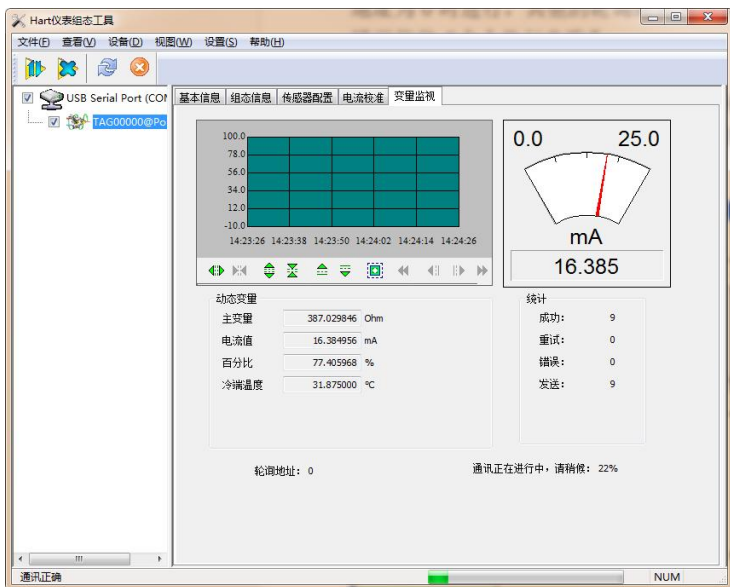 Hart仪表组态工具
文件(F) 查看(V) 设备(D) 视图(W) 设置(S) 帮助(H)
USB Serial Port (CO
TAG00000@Po
基本信息 组态信息 传感器配置 电流校准 变量监视
100.0
78.0
56.0
34.0
12.0
-10.0
14:23:26 14:23:38 14:23:50 14:24:02 14:24:14 14:24:26
0.0 25.0
mA
16.385
动态变量
主变量 387.029846 Ohm
电流值 16.384956 mA
百分比 77.405968 %
冷端温度 31.875000 ℃
统计
成功: 9
重试: 0
错误: 0
发送: 9
轮询地址: 0
通讯正在进行中，请稍候: 22%
通讯正确
NUM